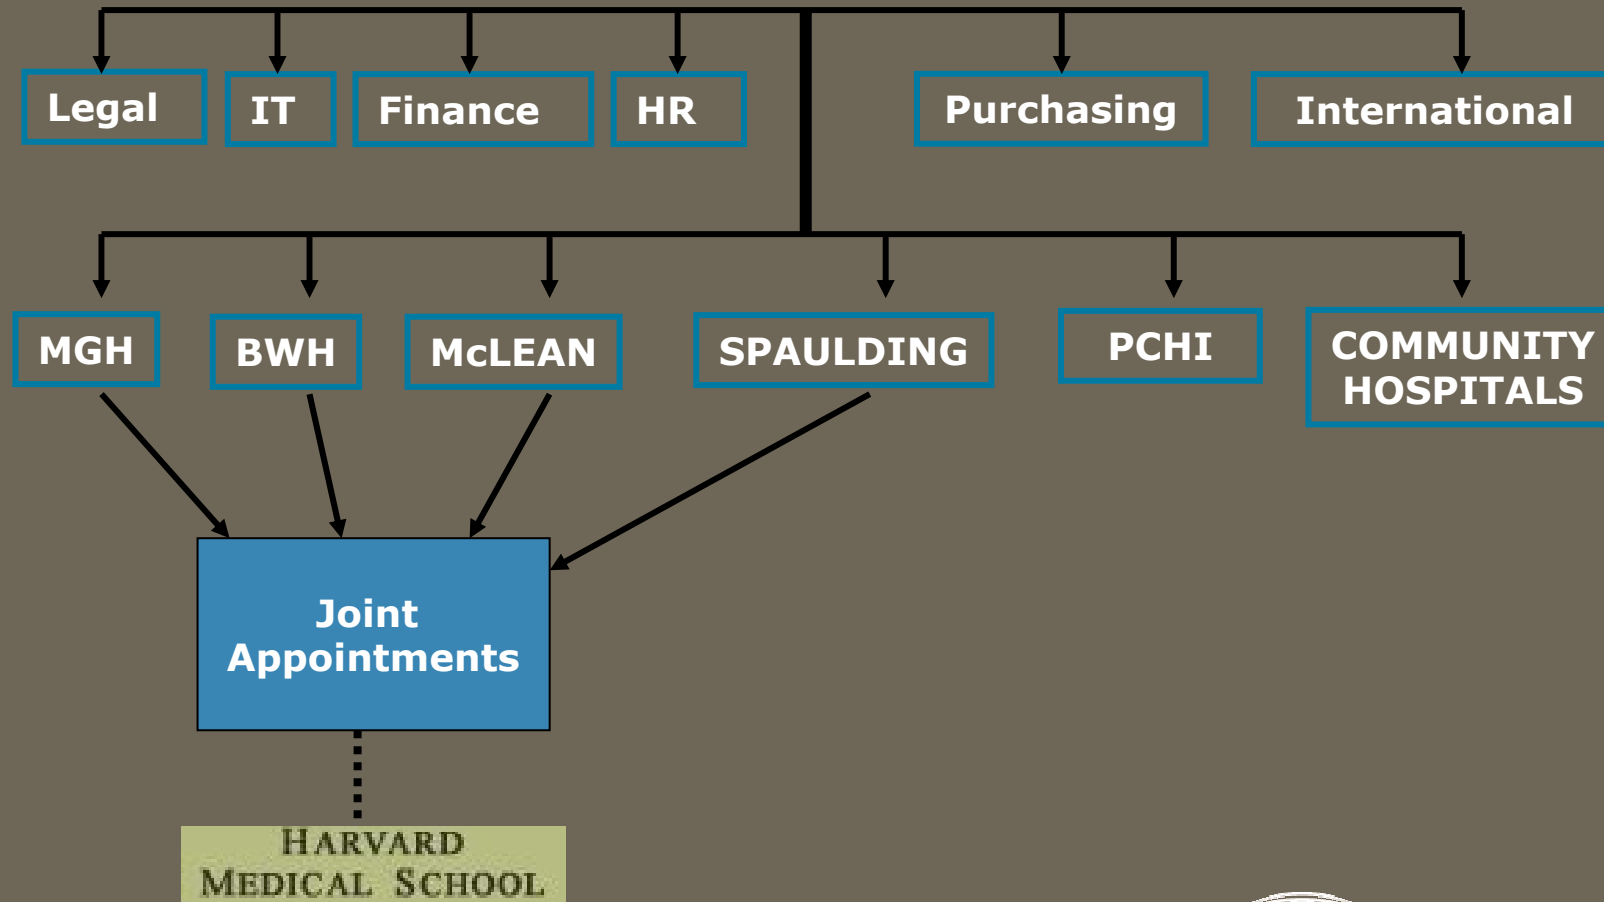 Legal
IT
Finance
HR
Purchasing
International
MGH
BWH
McLEAN
SPAULDING
PCHI
COMMUNITY
HOSPITALS
Joint
Appointments
HARVARD
MEDICAL SCHOOL